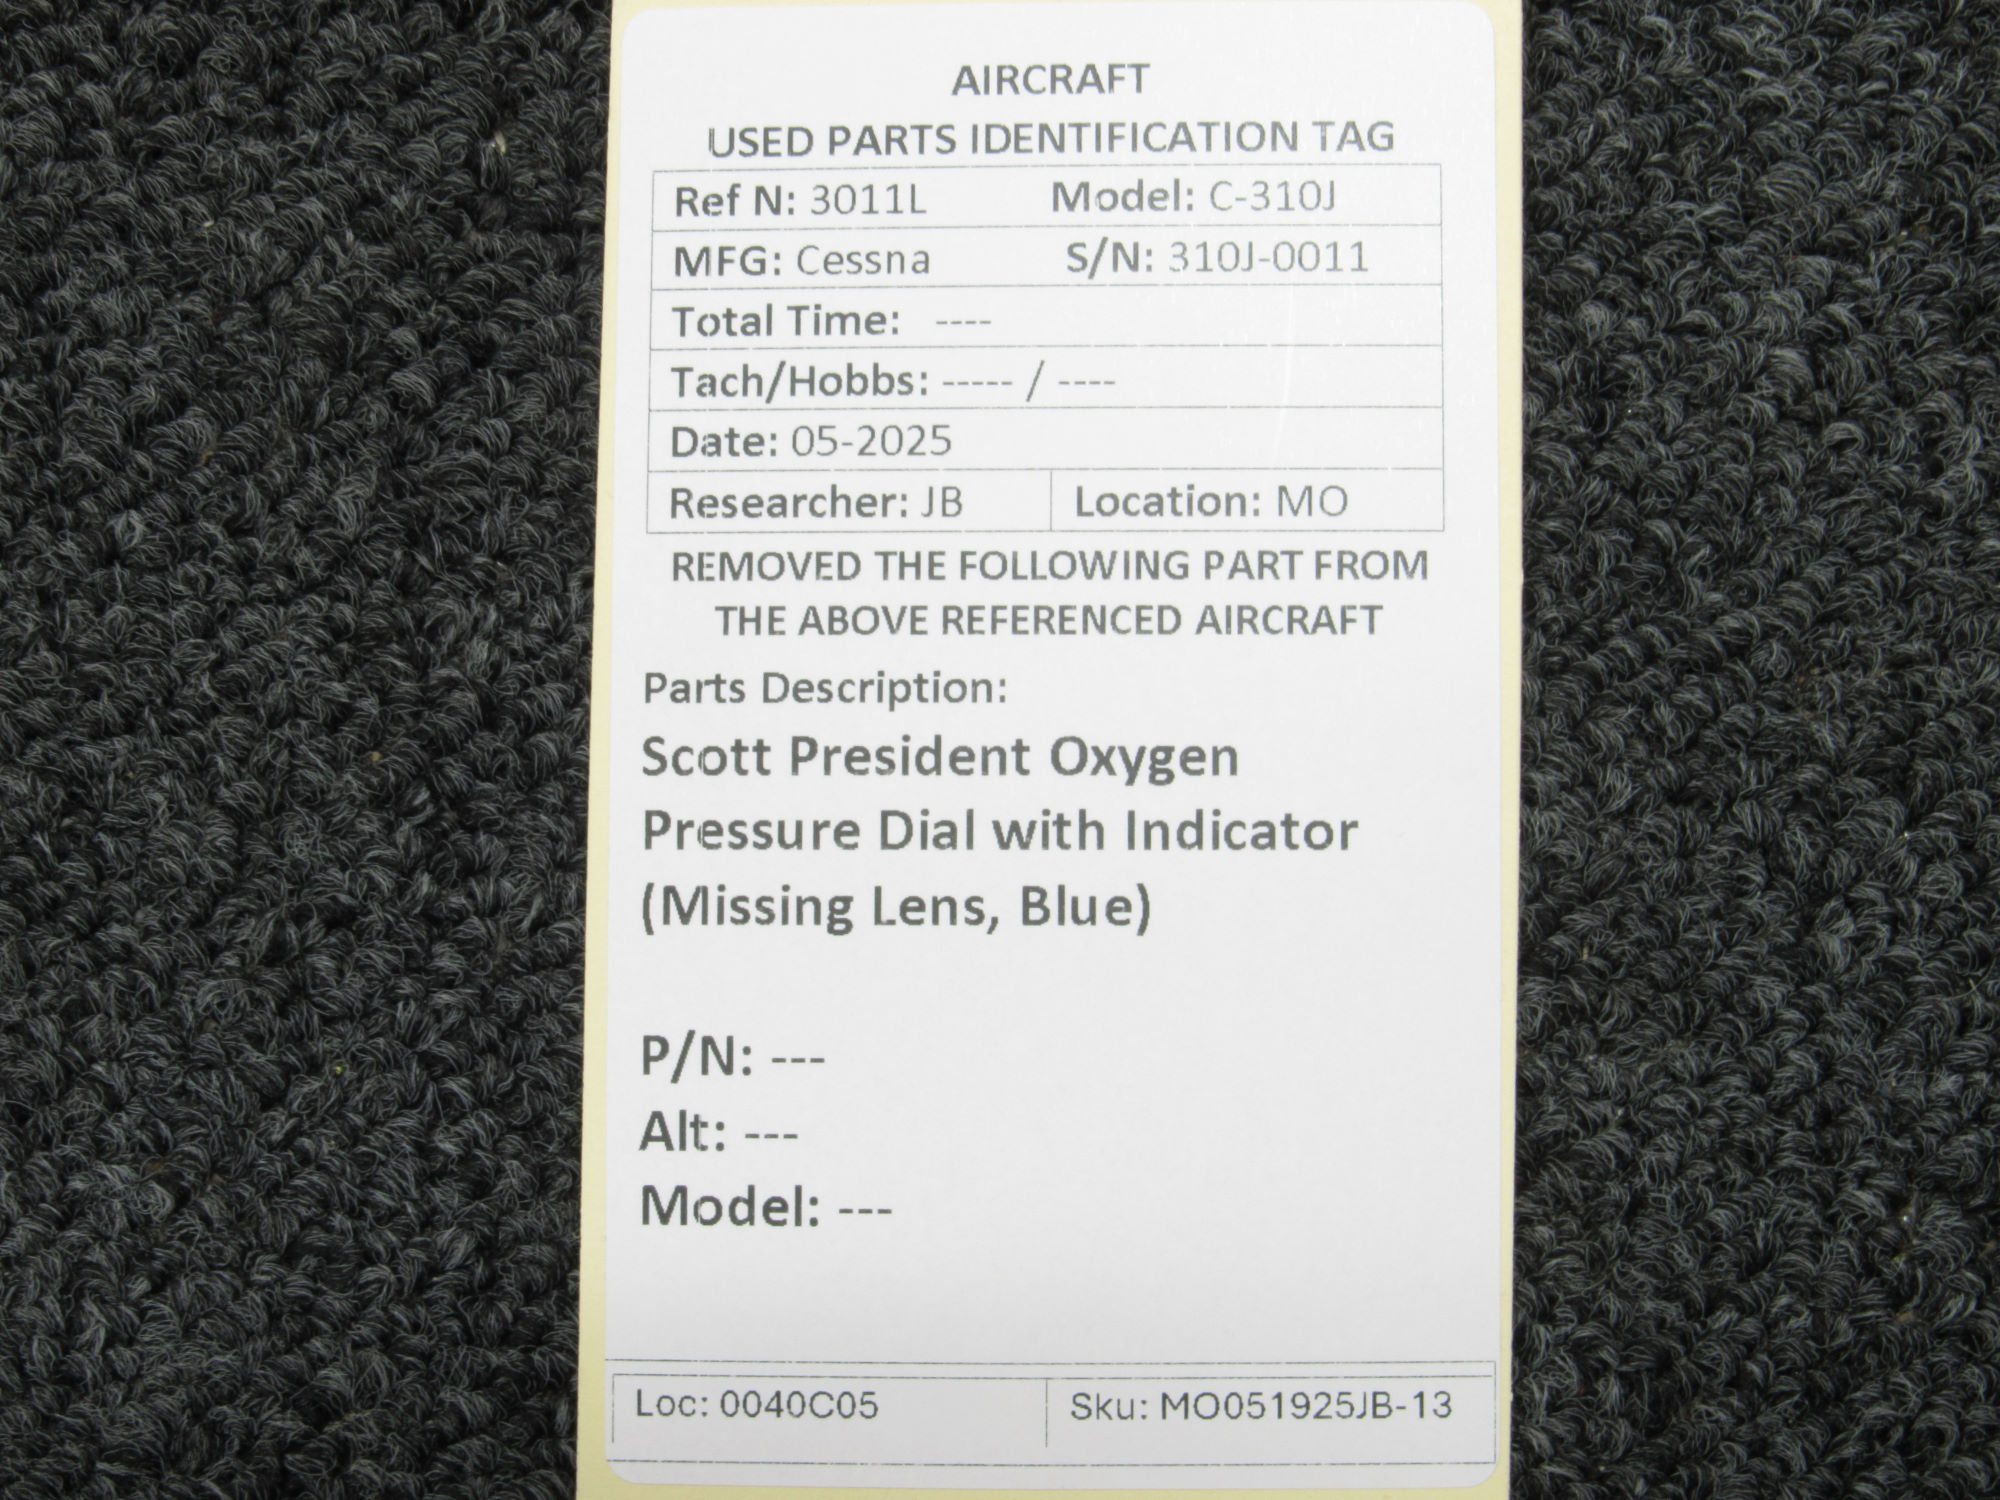 AIRCRAFT
USED PARTS IDENTIFICATION TAG
Ref N: 3011L Model: C-310J
MFG: Cessna S/N: 310J-0011
Total Time: ----
Tach/Hobbs: ----- / ----
Date: 05-2025
Researcher: JB Location: MO
REMOVED THE FOLLOWING PART FROM
THE ABOVE REFERENCED AIRCRAFT
Parts Description:
Scott President Oxygen
Pressure Dial with Indicator
(Missing Lens, Blue)
P/N: ---
Alt: ---
Model: ---
Loc: 0040C05 Sku: MO051925JB-13